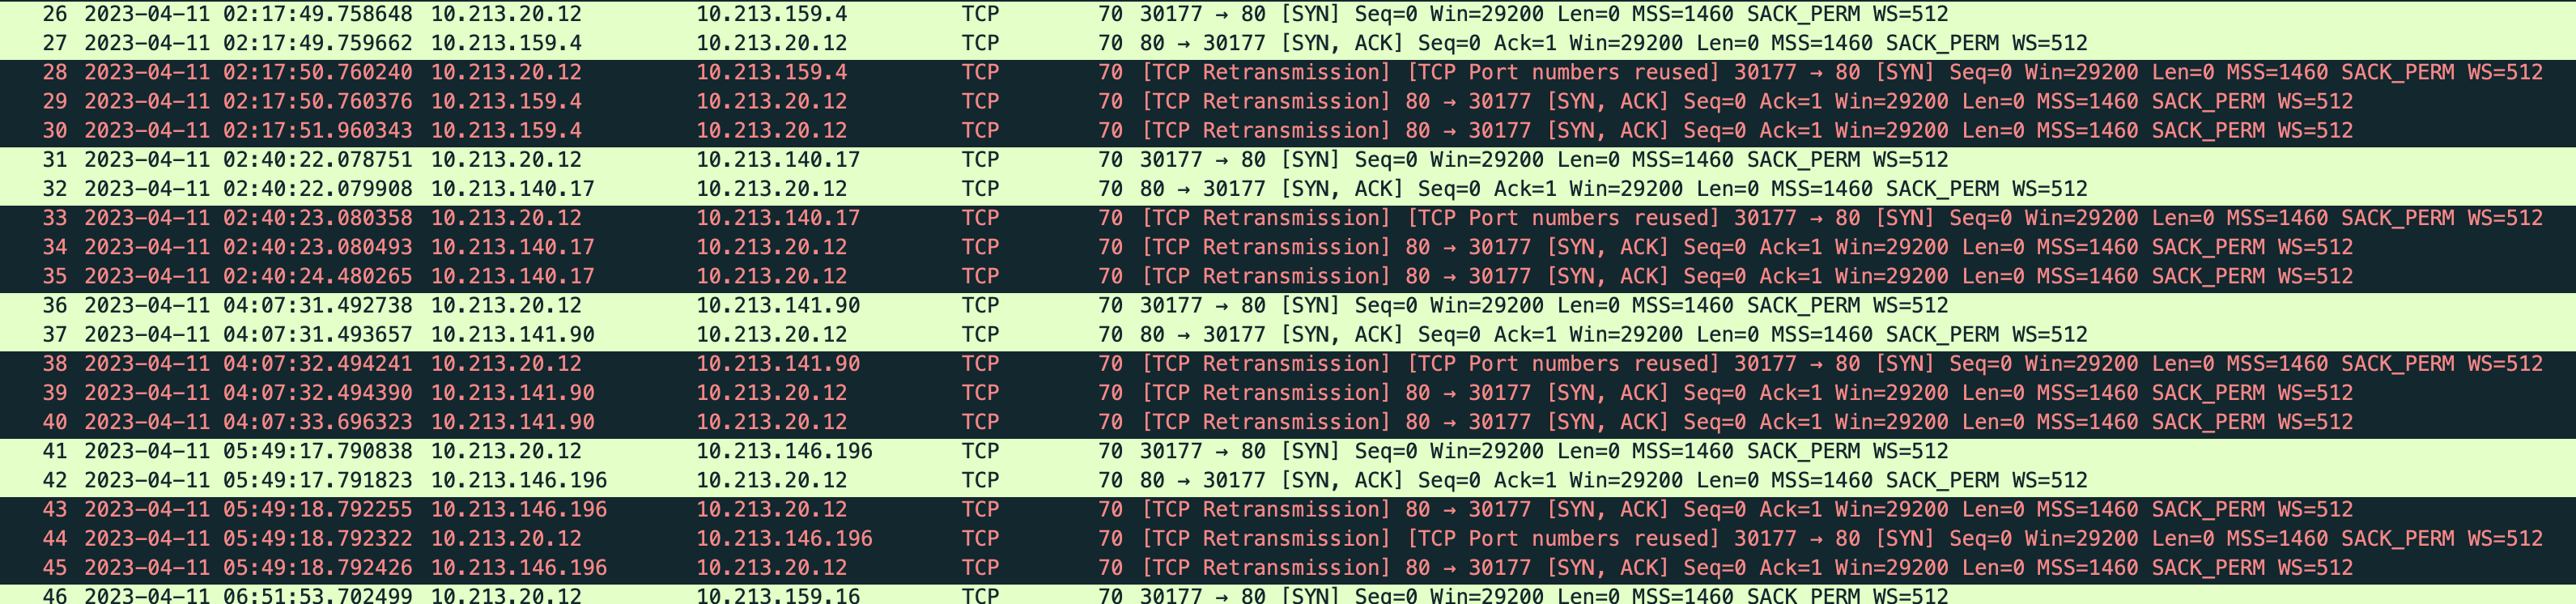 26 2023-04-11 02:17:49.758648 10.213.20.12 10.213.159.4 TCP 70 30177 → 80 [SYN] Seq=0 Win=29200 Len=0 MSS=1460 SACK_PERM WS=512
27 2023-04-11 02:17:49.759662 10.213.159.4 10.213.20.12 TCP 70 80 → 30177 [SYN, ACK] Seq=0 Ack=1 Win=29200 Len=0 MSS=1460 SACK_PERM WS=512
28 2023-04-11 02:17:50.760240 10.213.20.12 10.213.159.4 TCP 70 [TCP Retransmission] [TCP Port numbers reused] 30177 → 80 [SYN] Seq=0 Win=29200 Len=0 MSS=1460 SACK_PERM WS=512
29 2023-04-11 02:17:50.760376 10.213.159.4 10.213.20.12 TCP 70 [TCP Retransmission] 80 → 30177 [SYN, ACK] Seq=0 Ack=1 Win=29200 Len=0 MSS=1460 SACK_PERM WS=512
30 2023-04-11 02:17:51.960343 10.213.159.4 10.213.20.12 TCP 70 [TCP Retransmission] 80 → 30177 [SYN, ACK] Seq=0 Ack=1 Win=29200 Len=0 MSS=1460 SACK_PERM WS=512
31 2023-04-11 02:40:22.078751 10.213.20.12 10.213.140.17 TCP 70 30177 → 80 [SYN] Seq=0 Win=29200 Len=0 MSS=1460 SACK_PERM WS=512
32 2023-04-11 02:40:22.079908 10.213.140.17 10.213.20.12 TCP 70 80 → 30177 [SYN, ACK] Seq=0 Ack=1 Win=29200 Len=0 MSS=1460 SACK_PERM WS=512
33 2023-04-11 02:40:23.080358 10.213.20.12 10.213.140.17 TCP 70 [TCP Retransmission] [TCP Port numbers reused] 30177 → 80 [SYN] Seq=0 Win=29200 Len=0 MSS=1460 SACK_PERM WS=512
34 2023-04-11 02:40:23.080493 10.213.140.17 10.213.20.12 TCP 70 [TCP Retransmission] 80 → 30177 [SYN, ACK] Seq=0 Ack=1 Win=29200 Len=0 MSS=1460 SACK_PERM WS=512
35 2023-04-11 02:40:24.480265 10.213.140.17 10.213.20.12 TCP 70 [TCP Retransmission] 80 → 30177 [SYN, ACK] Seq=0 Ack=1 Win=29200 Len=0 MSS=1460 SACK_PERM WS=512
36 2023-04-11 04:07:31.492738 10.213.20.12 10.213.141.90 TCP 70 30177 → 80 [SYN] Seq=0 Win=29200 Len=0 MSS=1460 SACK_PERM WS=512
37 2023-04-11 04:07:31.493657 10.213.141.90 10.213.20.12 TCP 70 80 → 30177 [SYN, ACK] Seq=0 Ack=1 Win=29200 Len=0 MSS=1460 SACK_PERM WS=512
38 2023-04-11 04:07:32.494241 10.213.20.12 10.213.141.90 TCP 70 [TCP Retransmission] [TCP Port numbers reused] 30177 → 80 [SYN] Seq=0 Win=29200 Len=0 MSS=1460 SACK_PERM WS=512
39 2023-04-11 04:07:32.494390 10.213.141.90 10.213.20.12 TCP 70 [TCP Retransmission] 80 → 30177 [SYN, ACK] Seq=0 Ack=1 Win=29200 Len=0 MSS=1460 SACK_PERM WS=512
40 2023-04-11 04:07:33.696323 10.213.141.90 10.213.20.12 TCP 70 [TCP Retransmission] 80 → 30177 [SYN, ACK] Seq=0 Ack=1 Win=29200 Len=0 MSS=1460 SACK_PERM WS=512
41 2023-04-11 05:49:17.790838 10.213.20.12 10.213.146.196 TCP 70 30177 → 80 [SYN] Seq=0 Win=29200 Len=0 MSS=1460 SACK_PERM WS=512
42 2023-04-11 05:49:17.791823 10.213.146.196 10.213.20.12 TCP 70 80 → 30177 [SYN, ACK] Seq=0 Ack=1 Win=29200 Len=0 MSS=1460 SACK_PERM WS=512
43 2023-04-11 05:49:18.792255 10.213.146.196 10.213.20.12 TCP 70 [TCP Retransmission] 80 → 30177 [SYN, ACK] Seq=0 Ack=1 Win=29200 Len=0 MSS=1460 SACK_PERM WS=512
44 2023-04-11 05:49:18.792322 10.213.20.12 10.213.146.196 TCP 70 [TCP Retransmission] [TCP Port numbers reused] 30177 → 80 [SYN] Seq=0 Win=29200 Len=0 MSS=1460 SACK_PERM WS=512
45 2023-04-11 05:49:18.792426 10.213.146.196 10.213.20.12 TCP 70 [TCP Retransmission] 80 → 30177 [SYN, ACK] Seq=0 Ack=1 Win=29200 Len=0 MSS=1460 SACK_PERM WS=512
46 2023-04-11 06:51:53.702499 10.213.20.12 10.213.159.16 TCP 70 30177 → 80 [SYN] Seq=0 Win=29200 Len=0 MSS=1460 SACK_PERM WS=512